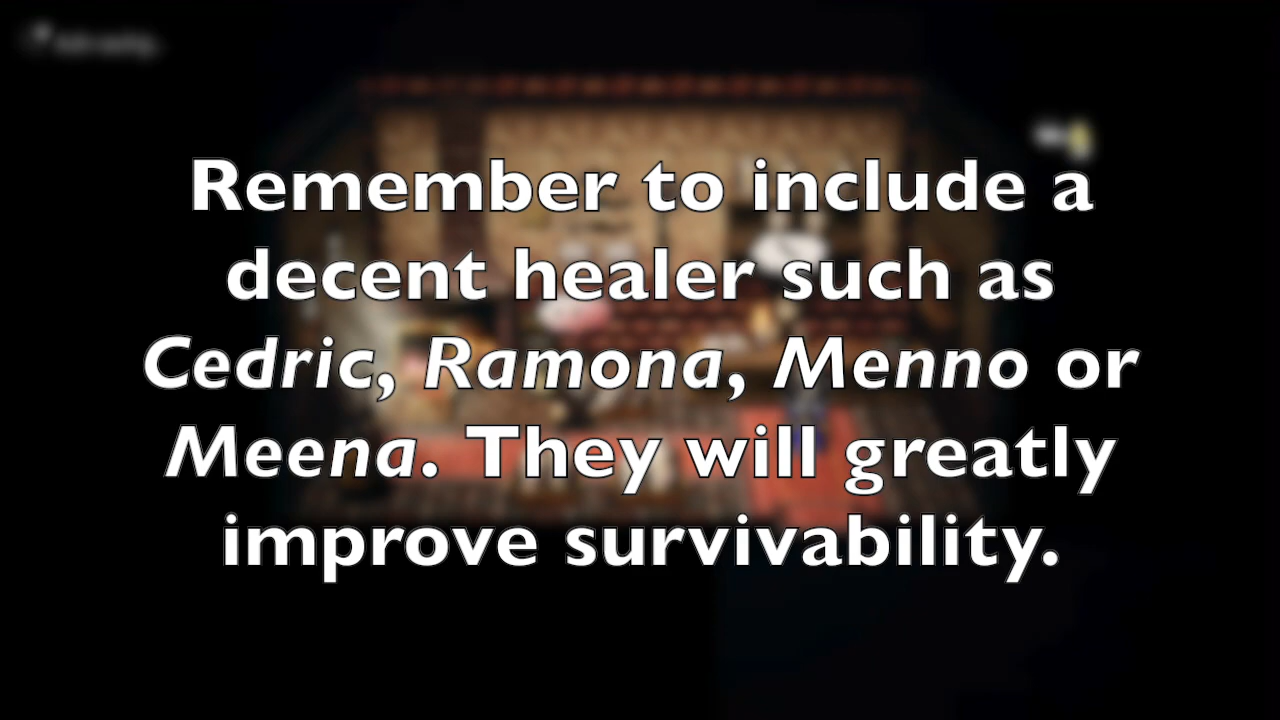 Remember to include a
decent healer such as
Cedric, Ramona, Menno or
Meena. They will greatly
improve survivability.